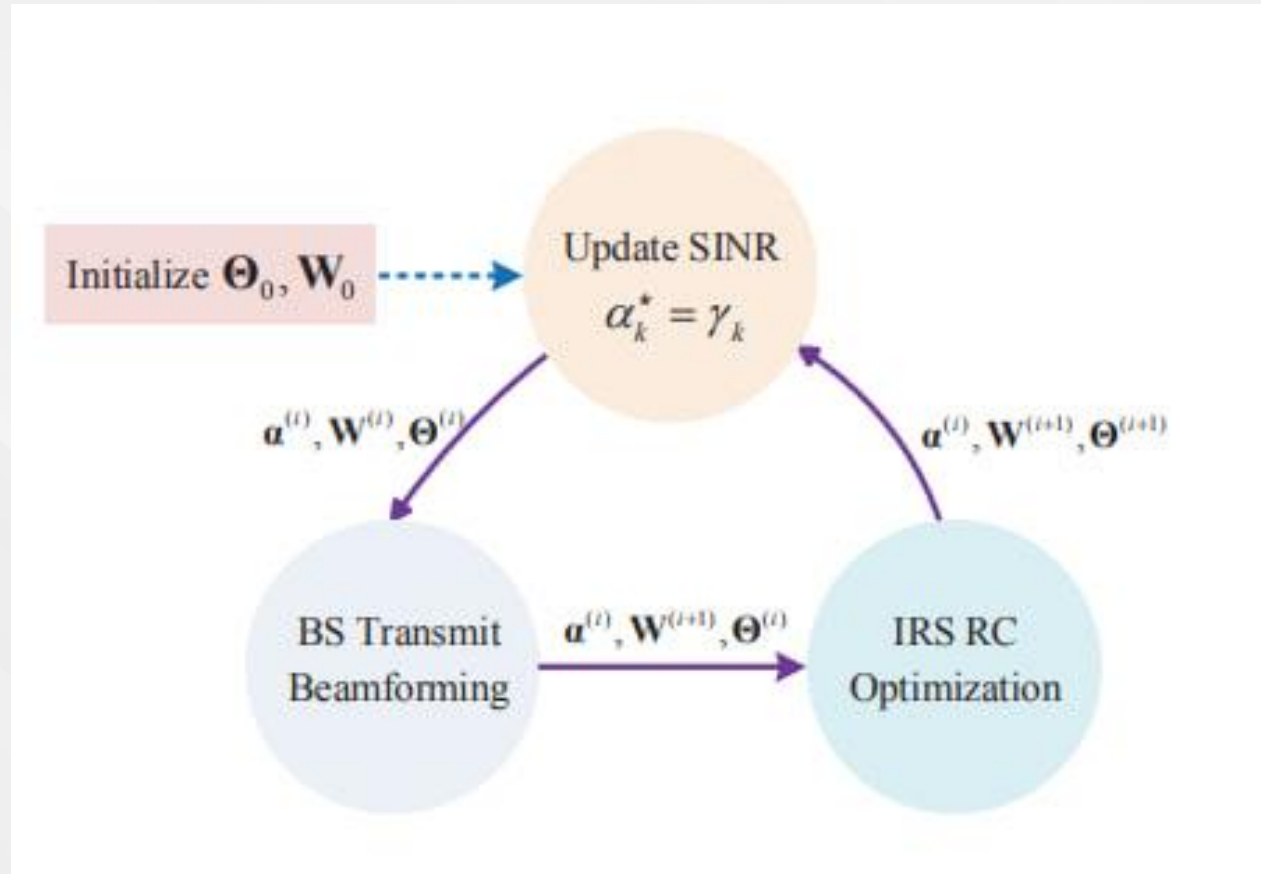 Update SINR
Initialize Θ₀, W₀
α*ₖ = γₖ
α⁽ⁱ⁾, W⁽ⁱ⁾, Θ⁽ⁱ⁾
α⁽ⁱ⁾, W⁽ⁱ⁺¹⁾, Θ⁽ⁱ⁺¹⁾
BS Transmit
Beamforming
α⁽ⁱ⁾, W⁽ⁱ⁺¹⁾, Θ⁽ⁱ⁾
IRS RC
Optimization